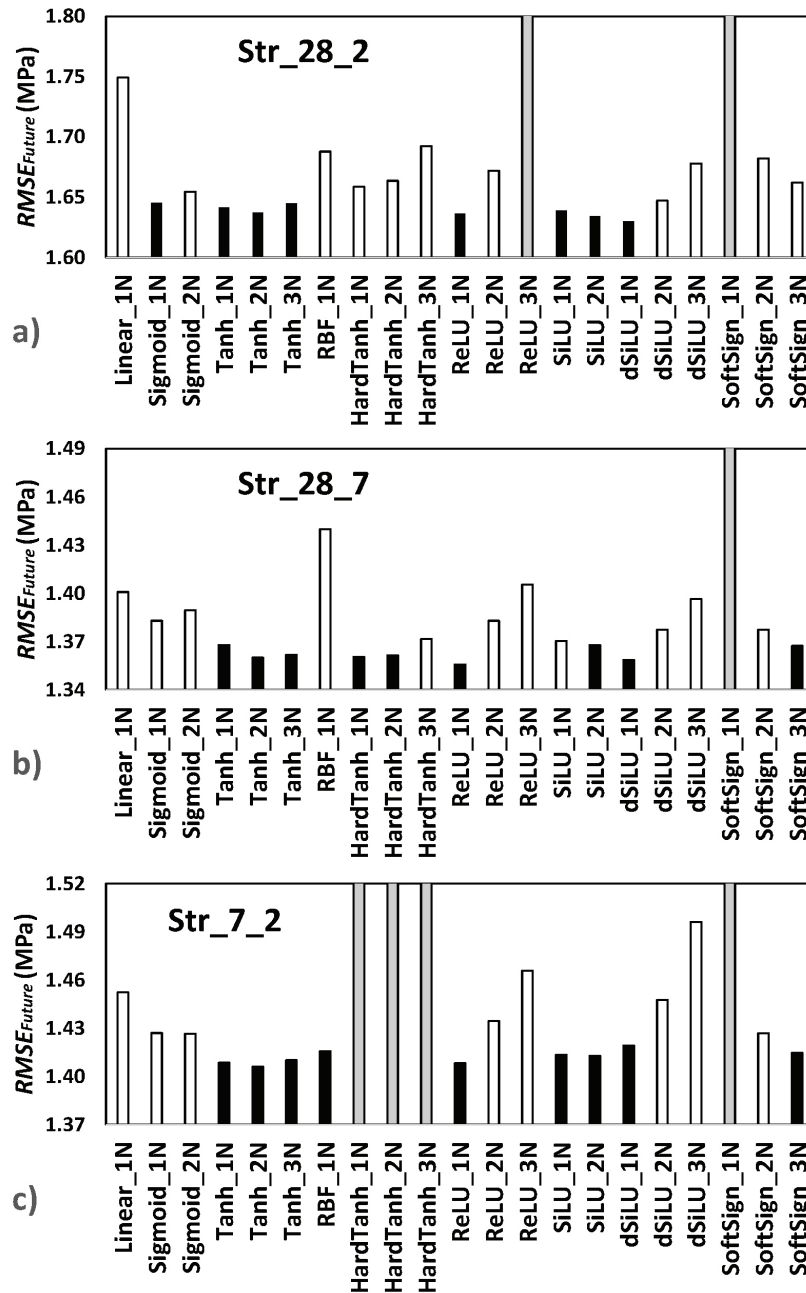 1.80
Str_28_2
1.75
1.70
1.65
1.60
RMSEFuture (MPa)
Linear_1N
Sigmoid_1N
Sigmoid_2N
Tanh_1N
Tanh_2N
Tanh_3N
RBF_1N
HardTanh_1N
HardTanh_2N
HardTanh_3N
ReLU_1N
ReLU_2N
ReLU_3N
SiLU_1N
SiLU_2N
dSiLU_1N
dSiLU_2N
dSiLU_3N
SoftSign_1N
SoftSign_2N
SoftSign_3N
a)
1.49
Str_28_7
1.46
1.43
1.40
1.37
1.34
RMSEFuture (MPa)
Linear_1N
Sigmoid_1N
Sigmoid_2N
Tanh_1N
Tanh_2N
Tanh_3N
RBF_1N
HardTanh_1N
HardTanh_2N
HardTanh_3N
ReLU_1N
ReLU_2N
ReLU_3N
SiLU_1N
SiLU_2N
dSiLU_1N
dSiLU_2N
dSiLU_3N
SoftSign_1N
SoftSign_2N
SoftSign_3N
b)
1.52
Str_7_2
1.49
1.46
1.43
1.40
1.37
RMSEFuture (MPa)
Linear_1N
Sigmoid_1N
Sigmoid_2N
Tanh_1N
Tanh_2N
Tanh_3N
RBF_1N
HardTanh_1N
HardTanh_2N
HardTanh_3N
ReLU_1N
ReLU_2N
ReLU_3N
SiLU_1N
SiLU_2N
dSiLU_1N
dSiLU_2N
dSiLU_3N
SoftSign_1N
SoftSign_2N
SoftSign_3N
c)